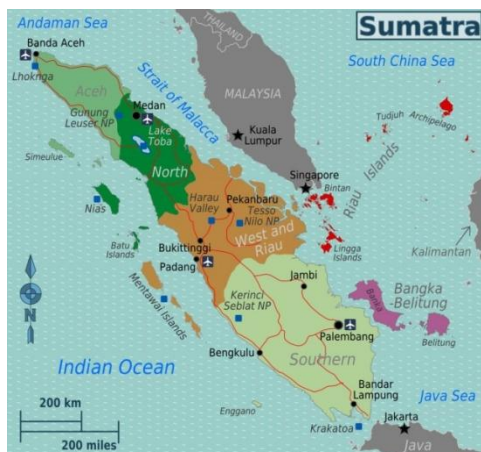 Sumatra
Andaman Sea
THAILAND
Banda Aceh
South China Sea
Lhoknga
Strait of Malacca
Aceh
Medan
MALAYSIA
Gunung
Leuser NP
Lake
Toba
Kuala
Lumpur
Tudjuh Archipelago
Simeulue
North
Singapore
Riau Islands
Harau
Valley
Pekanbaru
Bintan
Nias
Tesso
Nilo NP
West and
Riau
Batu
Islands
Bukittinggi
Lingga
Islands
Kalimantan
Padang
Mentawai Islands
Kerinci
Seblat NP
Jambi
Bangka
-Belitung
Banka
N
Palembang
Belitung
Indian Ocean
Bengkulu
Southern
200 km
Bandar
Lampung
Java Sea
Enggano
200 miles
Krakatoa
Jakarta
Java